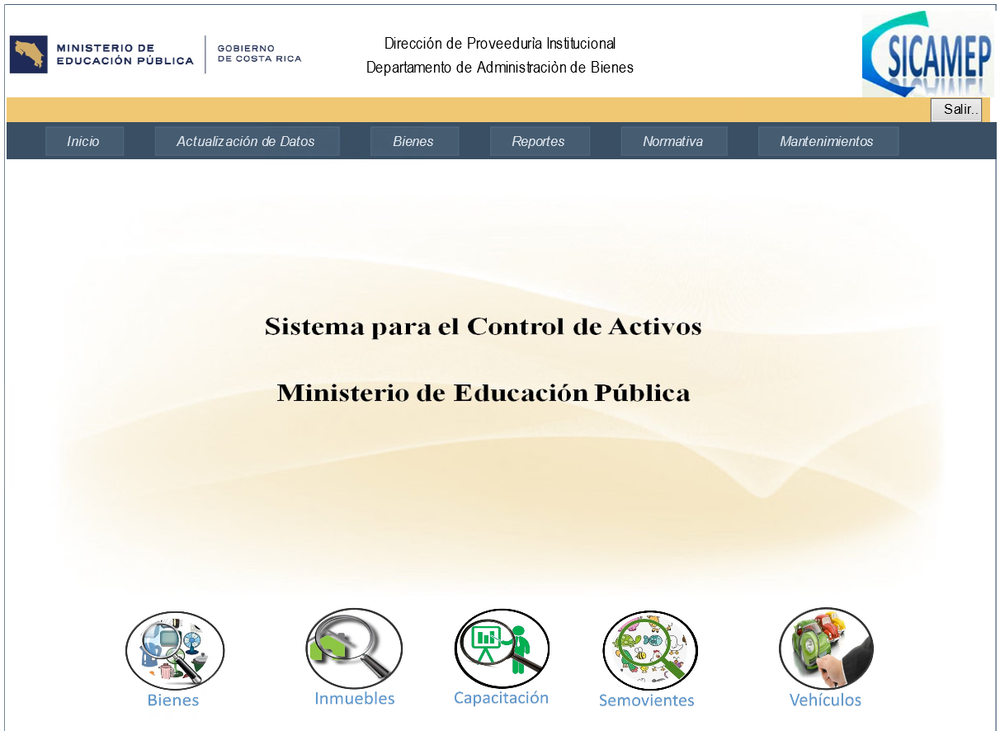 MINISTERIO DE
EDUCACIÓN PÚBLICA
GOBIERNO
DE COSTA RICA
Dirección de Proveedurìa Institucional
Departamento de Administraciòn de Bienes
SICAMEP
Salir..
Inicio
Actualización de Datos
Bienes
Reportes
Normativa
Mantenimientos
Sistema para el Control de Activos
Ministerio de Educación Pública
Bienes
Inmuebles
Capacitación
Semovientes
Vehículos